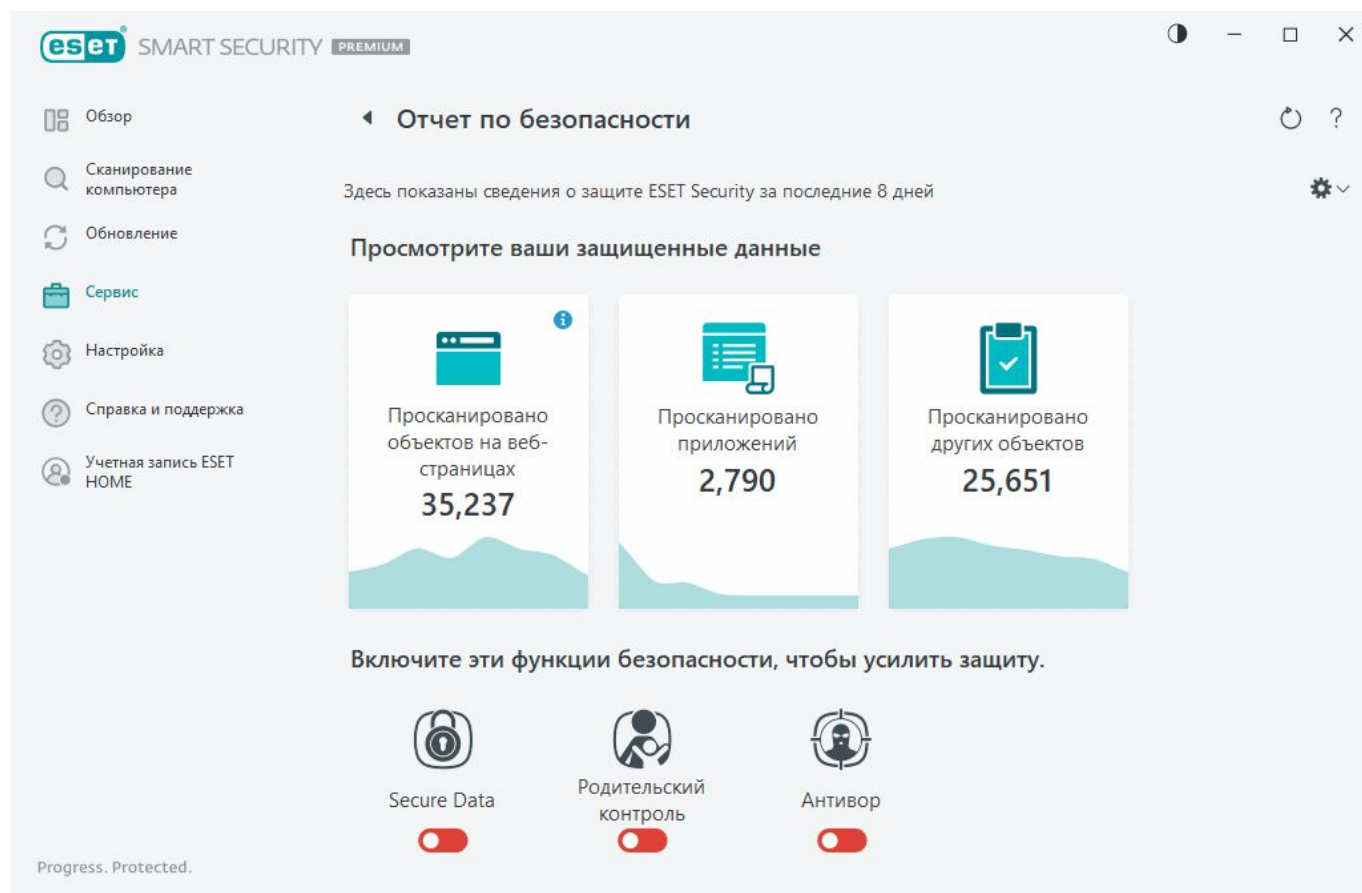 eset SMART SECURITY PREMIUM
Обзор
Сканирование
компьютера
Обновление
Сервис
Настройка
Справка и поддержка
Учетная запись ESET
HOME
Отчет по безопасности
?
Здесь показаны сведения о защите ESET Security за последние 8 дней
Просмотрите ваши защищенные данные
Просканировано
объектов на веб-
страницах
35,237
Просканировано
приложений
2,790
Просканировано
других объектов
25,651
Включите эти функции безопасности, чтобы усилить защиту.
Secure Data
Родительский
контроль
Антивор
Progress. Protected.